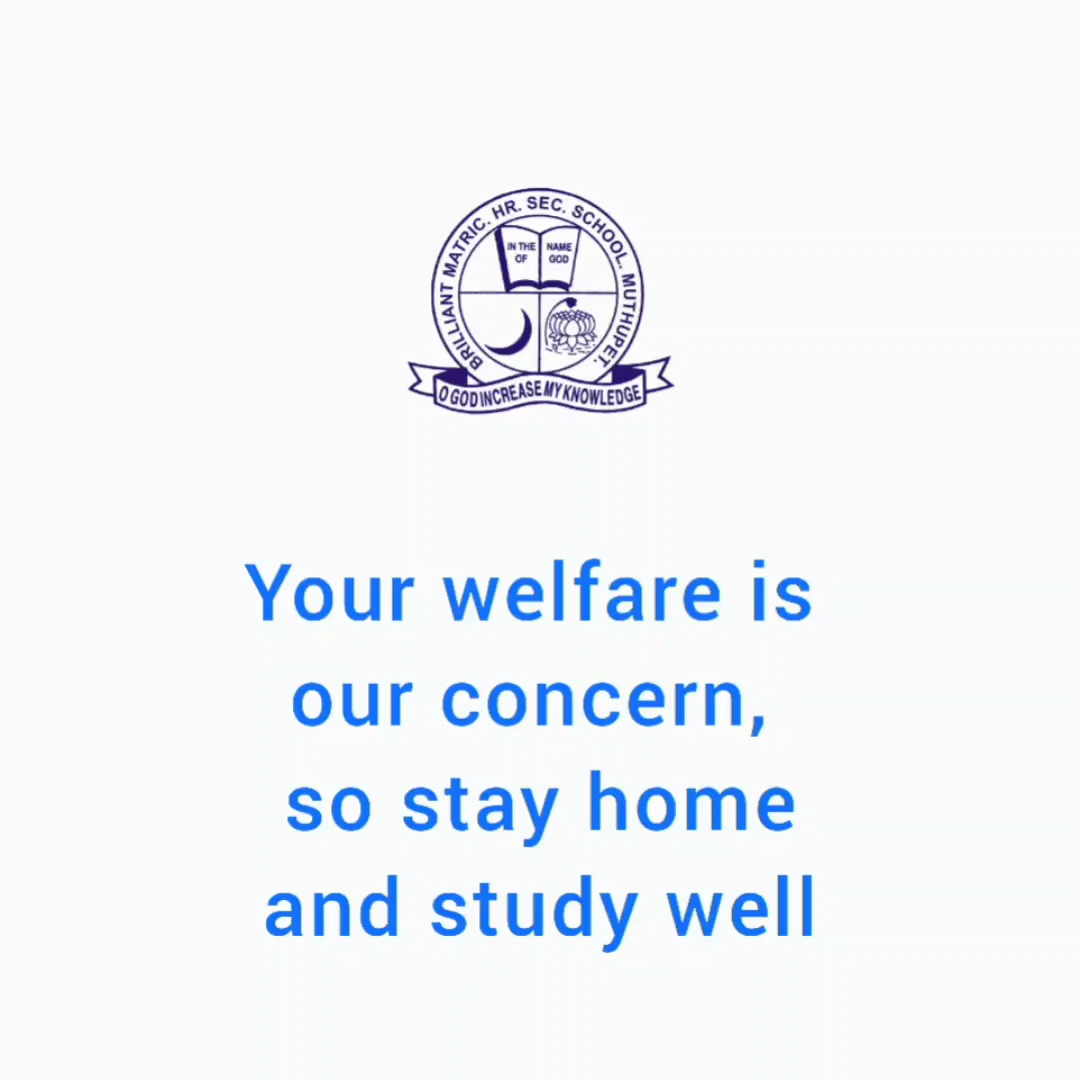 BRILLIANT MATRIC. HR. SEC. SCHOOL. MUTHUPET.
IN THE NAME
OF GOD
O GOD INCREASE MY KNOWLEDGE
Your welfare is
our concern,
so stay home
and study well